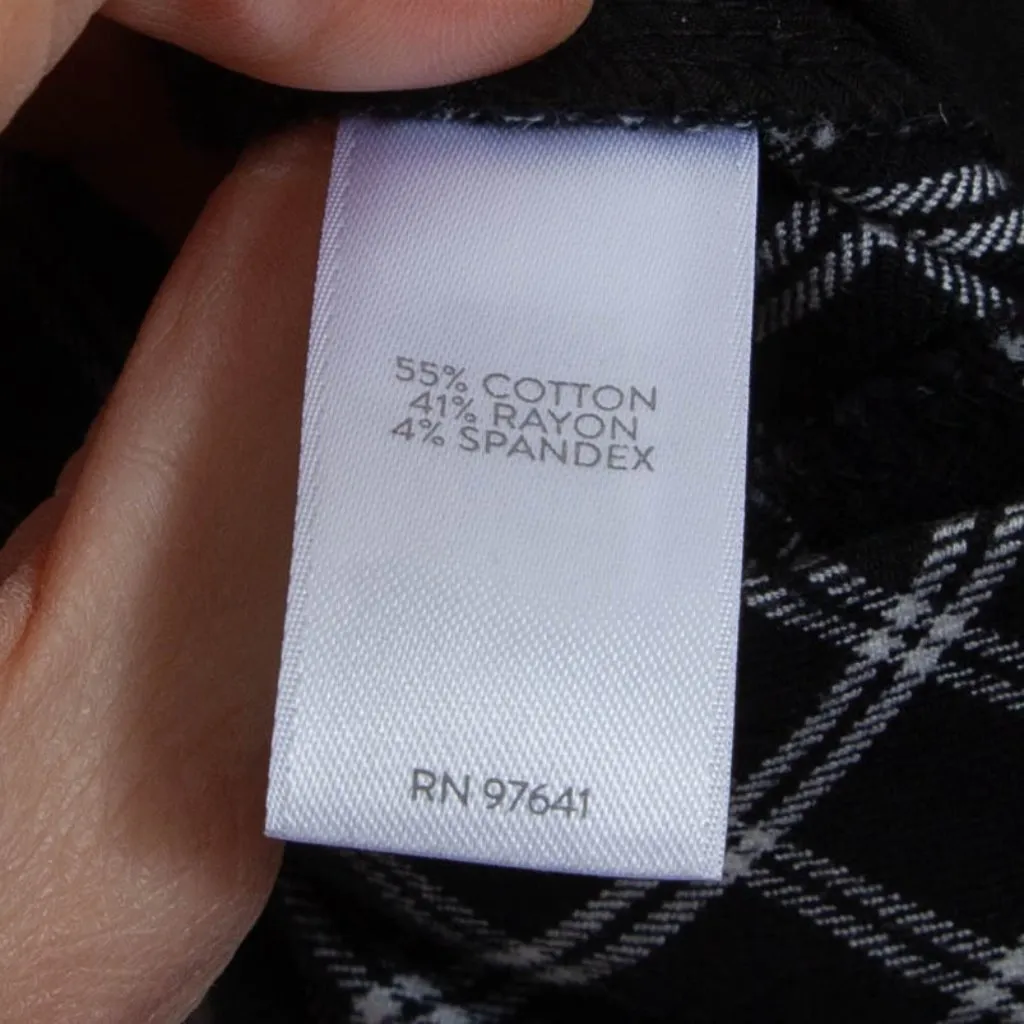 55% COTTON
41% RAYON
4% SPANDEX
RN 97641